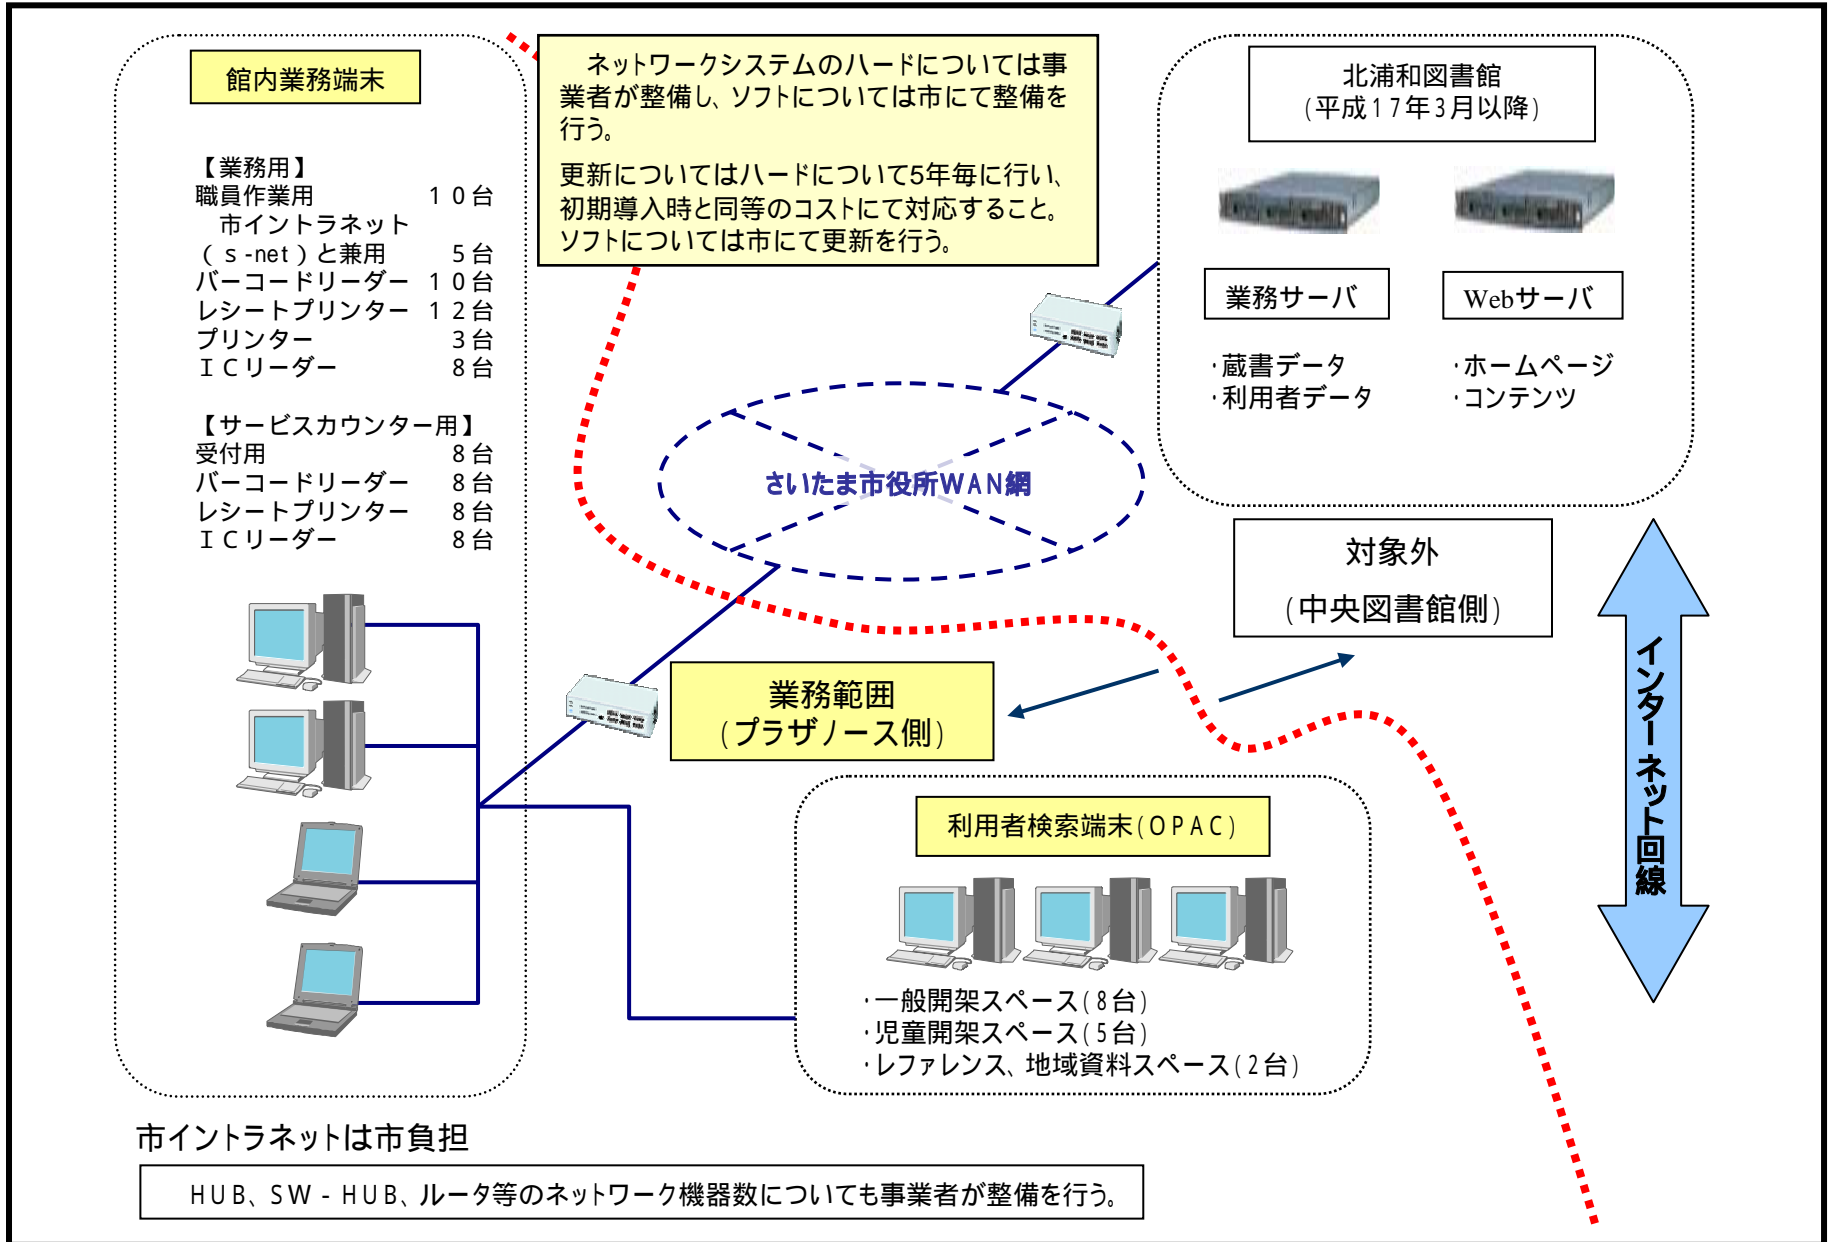 館内業務端末
【業務用】
職員作業用 10台
市イントラネット
(s-net)と兼用 5台
バーコードリーダー 10台
レシートプリンター 12台
プリンター 3台
ICリーダー 8台
【サービスカウンター用】
受付用 8台
バーコードリーダー 8台
レシートプリンター 8台
ICリーダー 8台
ネットワークシステムのハードについては事
業者が整備し、ソフトについては市にて整備を
行う。
更新についてはハードについて5年毎に行い、
初期導入時と同等のコストにて対応すること。
ソフトについては市にて更新を行う。
北浦和図書館
(平成17年3月以降)
業務サーバ
Webサーバ
・蔵書データ
・利用者データ
・ホームページ
・コンテンツ
さいたま市役所WAN網
対象外
(中央図書館側)
業務範囲
(プラザノース側)
インターネット回線
利用者検索端末(OPAC)
・一般開架スペース(8台)
・児童開架スペース(5台)
・レファレンス、地域資料スペース(2台)
市イントラネットは市負担
HUB、SW-HUB、ルータ等のネットワーク機器数についても事業者が整備を行う。